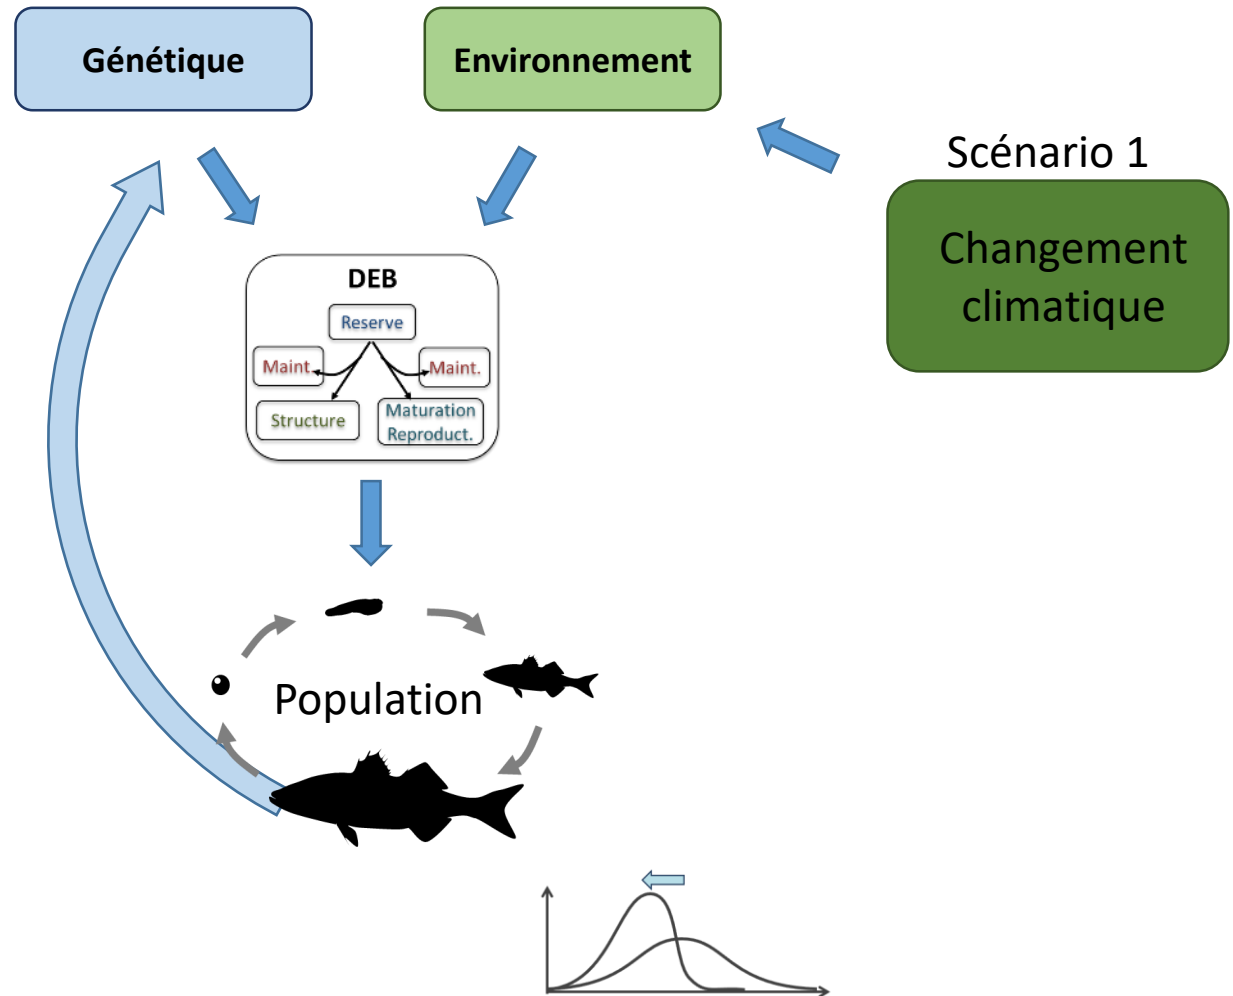 Génétique
Environnement
Scénario 1
Changement
climatique
DEB
Reserve
Maint.
Maint.
Structure
Maturation
Reproduct.
Population